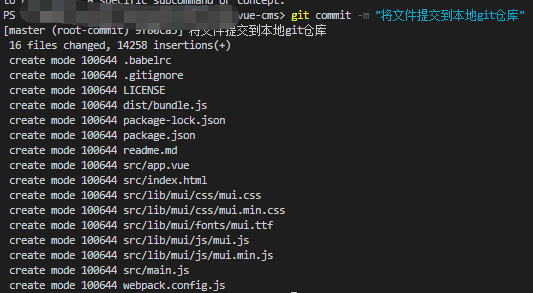 a specific subcommand or concept.
PS vue-cms> git commit -m "将文件提交到本地git仓库"
[master (root-commit) 9f80ca5] 将文件提交到本地git仓库
16 files changed, 14258 insertions(+)
create mode 100644 .babelrc
create mode 100644 .gitignore
create mode 100644 LICENSE
create mode 100644 dist/bundle.js
create mode 100644 package-lock.json
create mode 100644 package.json
create mode 100644 readme.md
create mode 100644 src/app.vue
create mode 100644 src/index.html
create mode 100644 src/lib/mui/css/mui.css
create mode 100644 src/lib/mui/css/mui.min.css
create mode 100644 src/lib/mui/fonts/mui.ttf
create mode 100644 src/lib/mui/js/mui.js
create mode 100644 src/lib/mui/js/mui.min.js
create mode 100644 src/main.js
create mode 100644 webpack.config.js